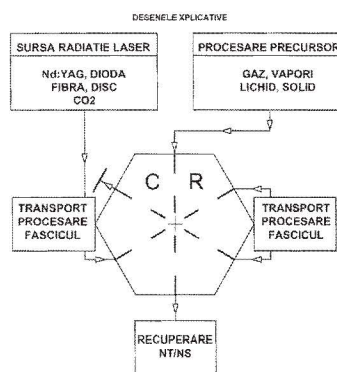 DESENELE XPLICATIVE
SURSA RADIATIE LASER
Nd:YAG, DIODA
FIBRA, DISC
CO2
PROCESARE PRECURSOR
GAZ, VAPORI
LICHID, SOLID
C R
TRANSPORT
PROCESARE
FASCICUL
TRANSPORT
PROCESARE
FASCICUL
RECUPERARE
NT/NS